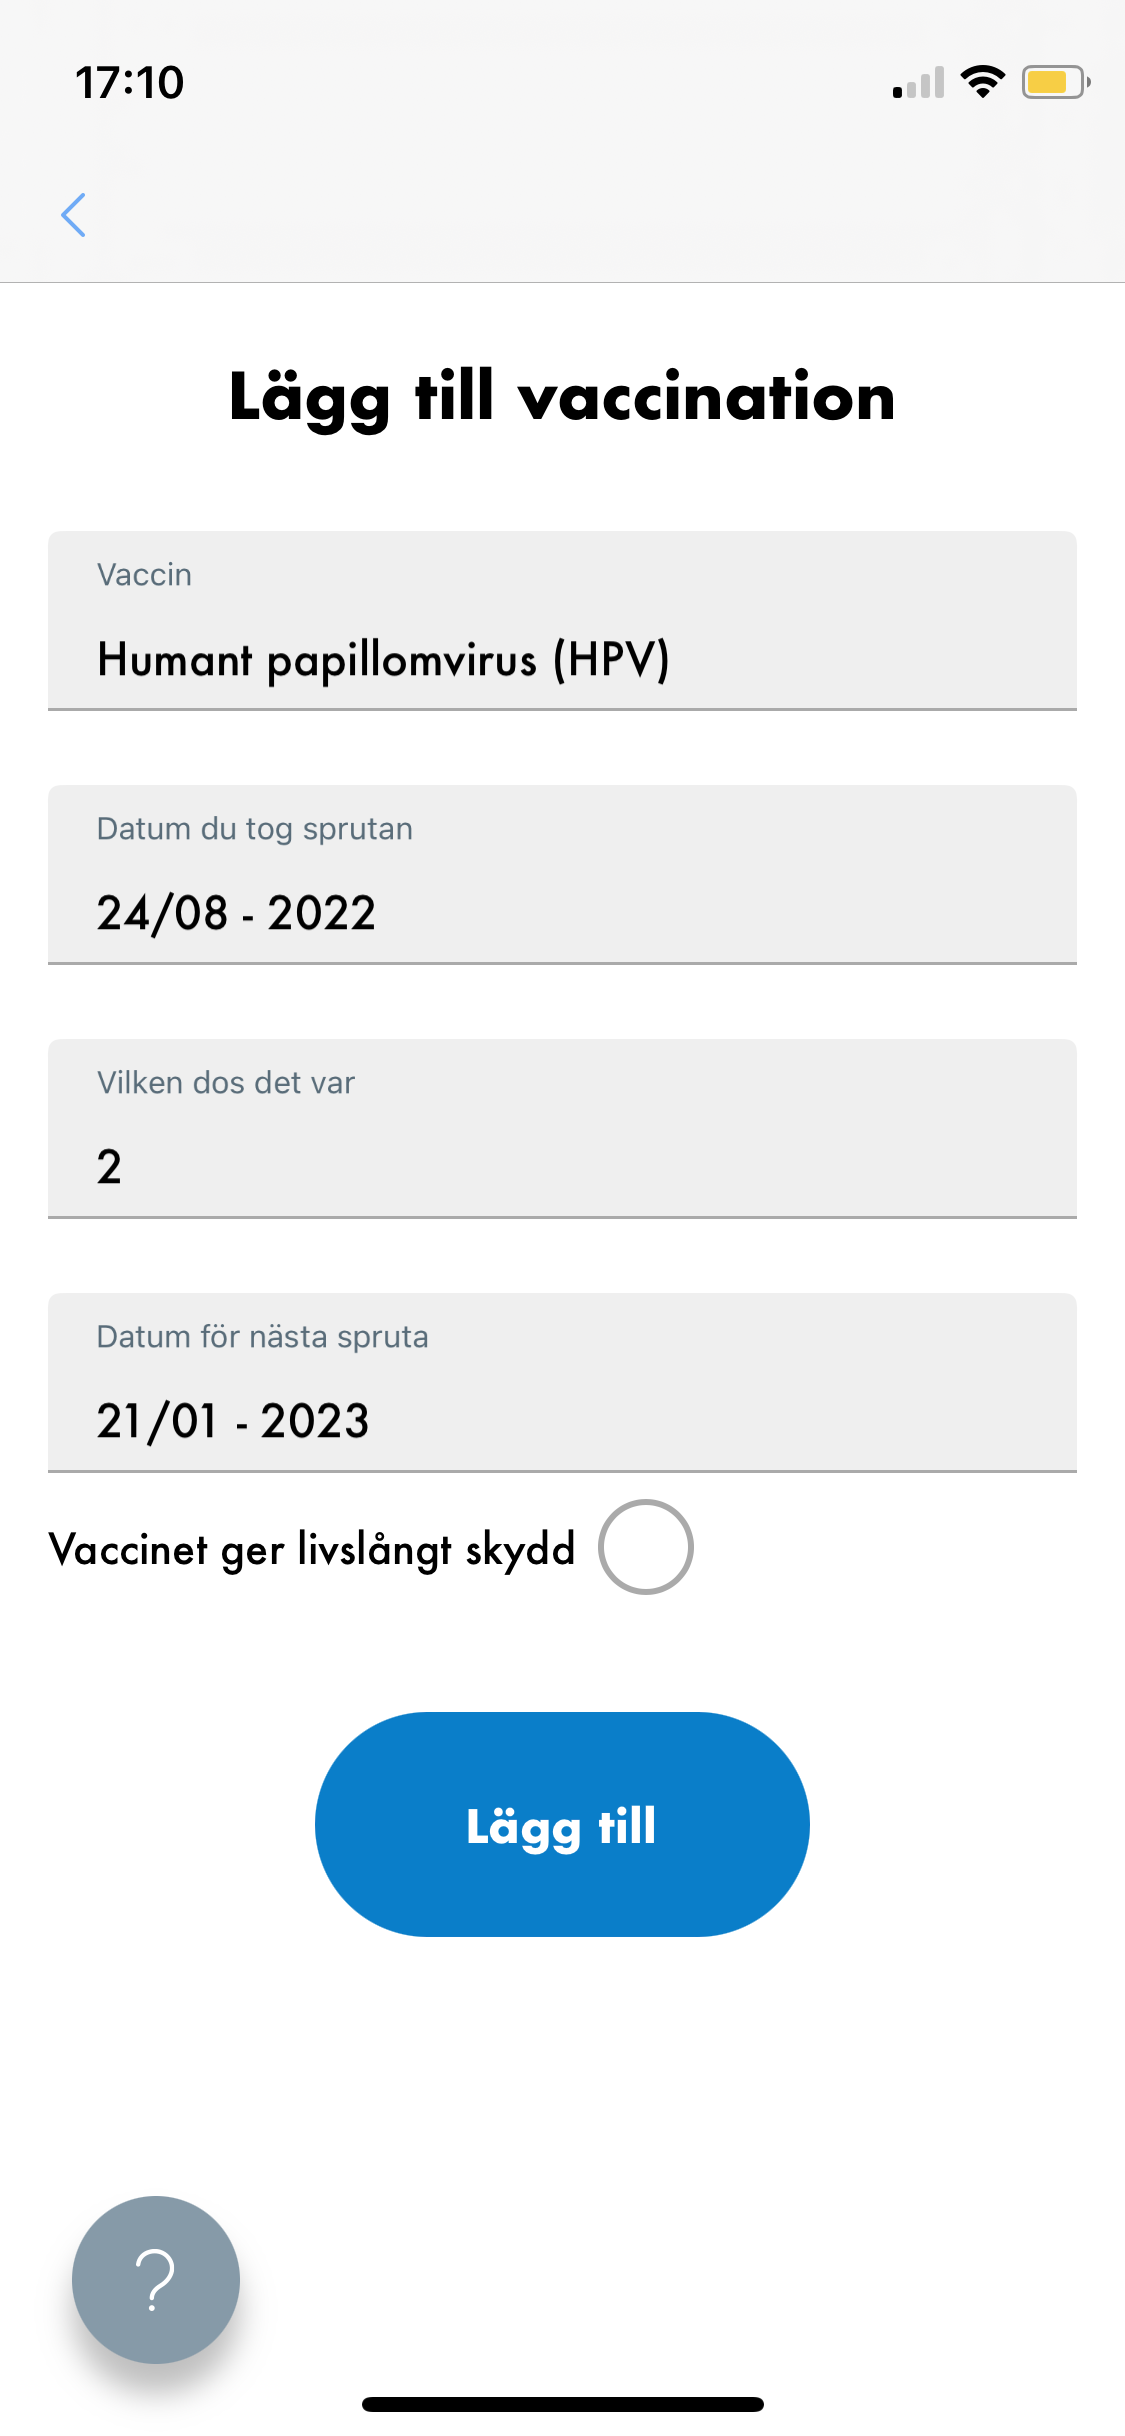 17:10
Lägg till vaccination
Vaccin
Humant papillomvirus (HPV)
Datum du tog sprutan
24/08 - 2022
Vilken dos det var
2
Datum för nästa spruta
21/01 - 2023
Vaccinet ger livslångt skydd
Lägg till
?